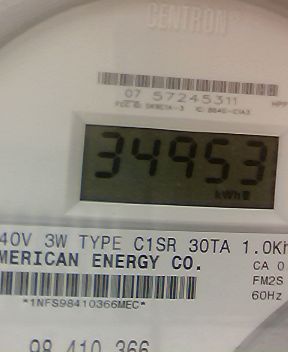 CENTRON
07 57245311
34953
kWh
40V 3W TYPE C1SR 30TA 1.0Kh
MERICAN ENERGY CO.
CA 0
FM2S
60Hz
*1NFS98410366MEC*
98 410 366